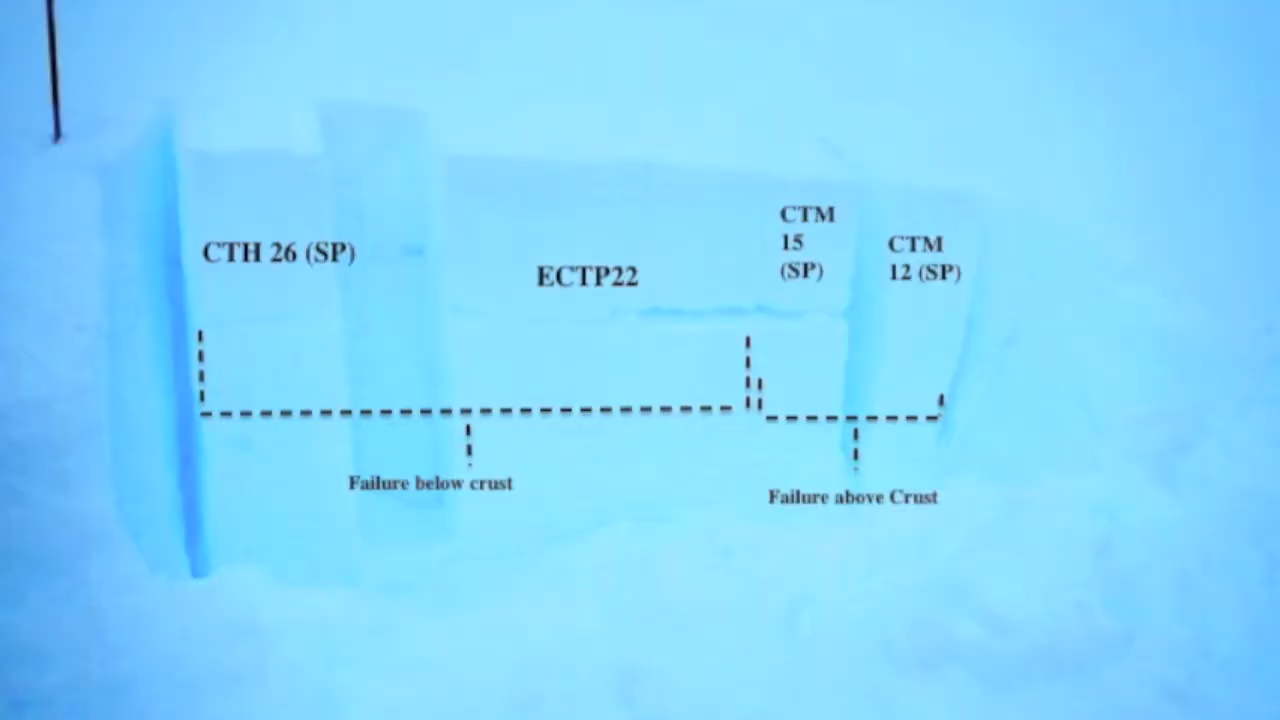 CTH 26 (SP)
ECTP22
CTM
15
(SP)
CTM
12 (SP)
Failure below crust
Failure above Crust